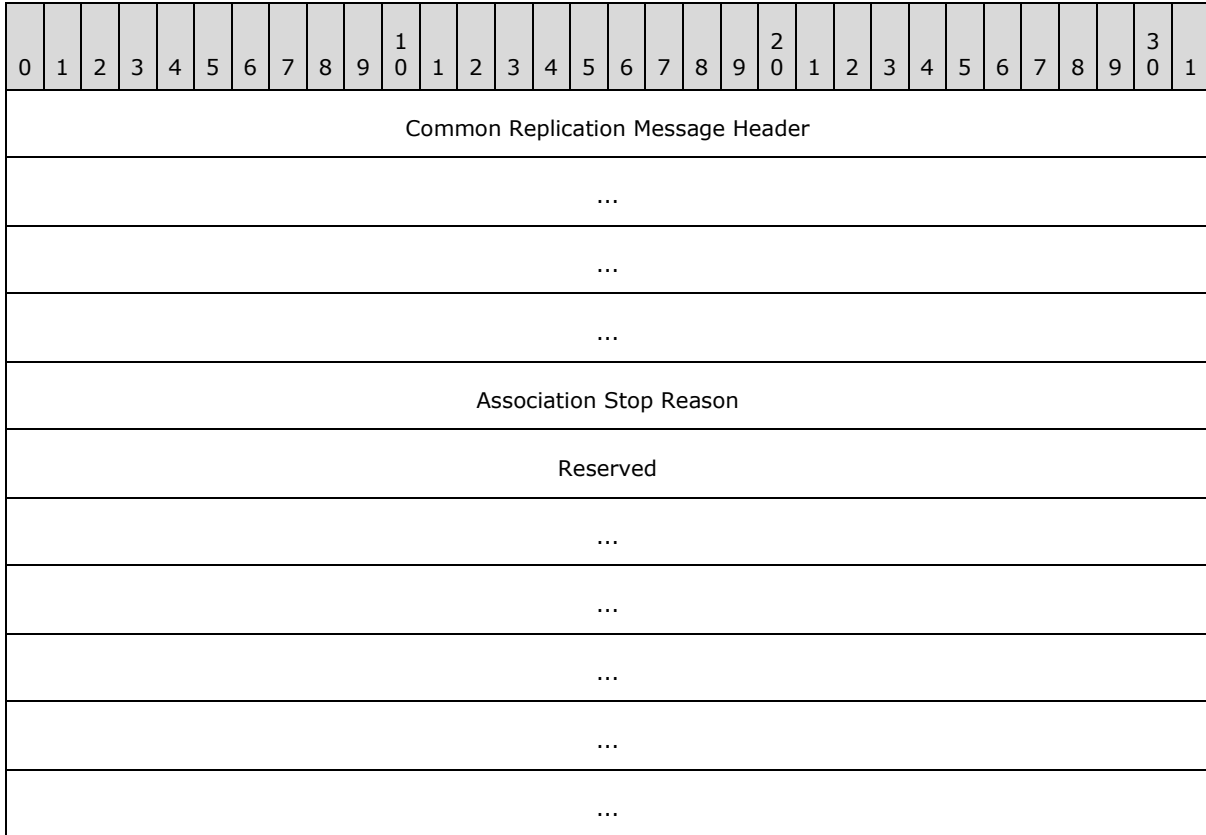 1 2 3
0 1 2 3 4 5 6 7 8 9 0 1 2 3 4 5 6 7 8 9 0 1 2 3 4 5 6 7 8 9 0 1
Common Replication Message Header
...
...
...
Association Stop Reason
Reserved
...
...
...
...
...